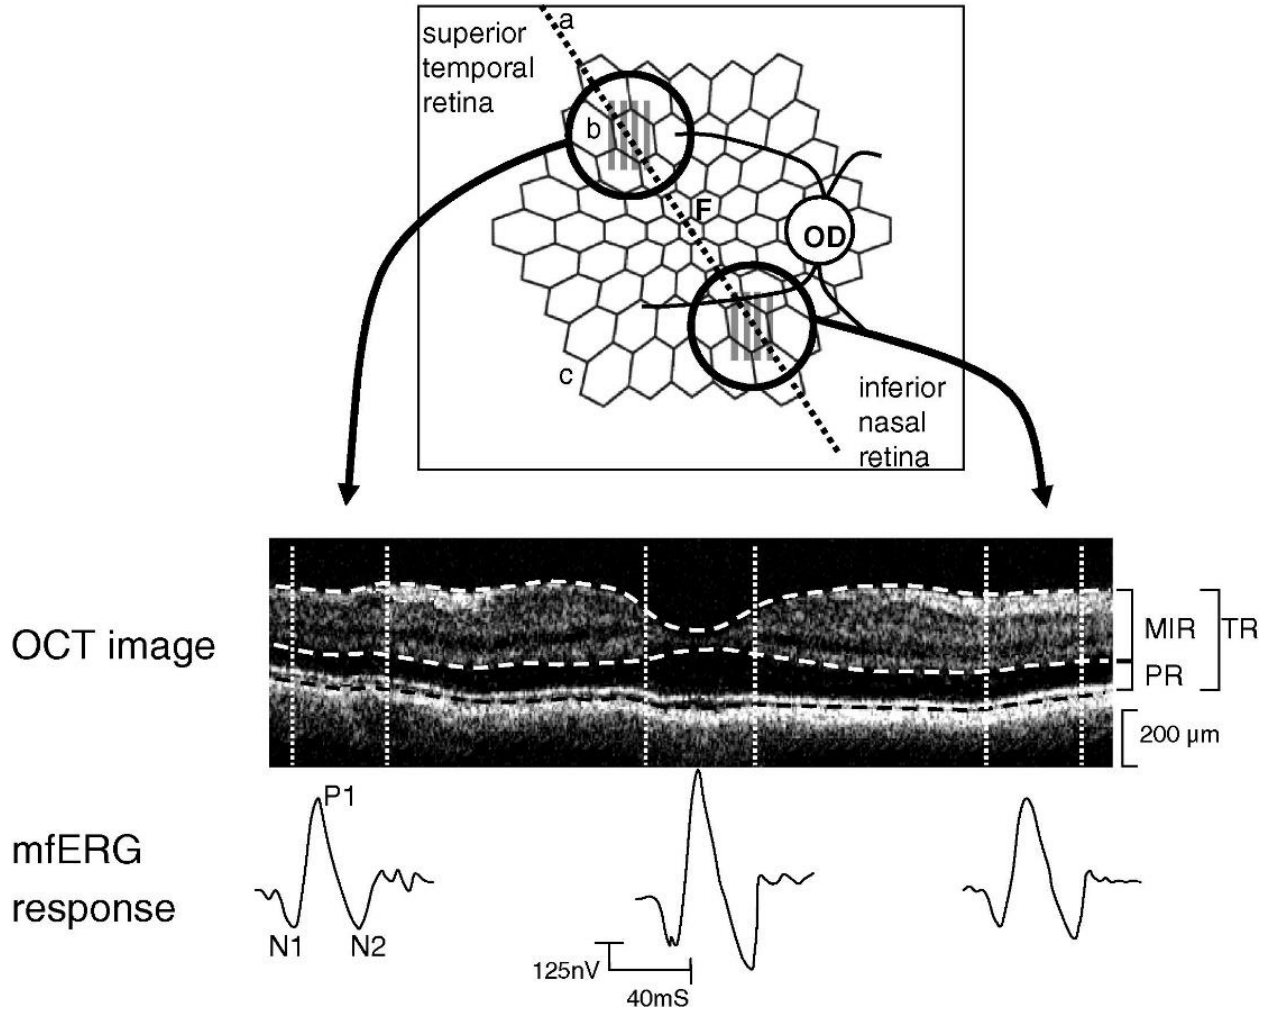 a
superior
temporal
retina
b
F
OD
c
inferior
nasal
retina
OCT image
MIR
TR
PR
200 µm
P1
mfERG
response
N1
N2
125nV
40mS